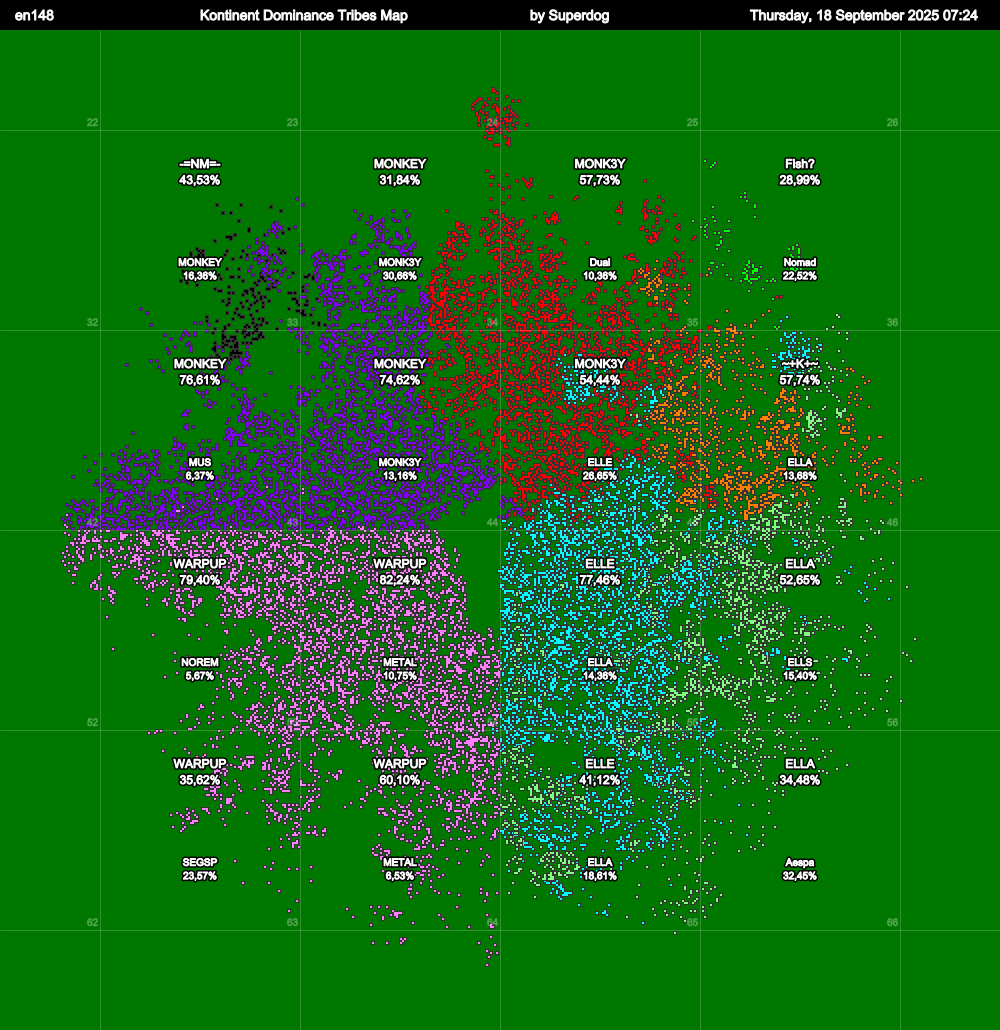 en148 Kontinent Dominance Tribes Map by Superdog Thursday, 18 September 2025 07:24
22 23 24 25 26
-=NM=- MONKEY MONK3Y Fish?
43,53% 31,84% 57,73% 28,99%
MONKEY MONK3Y Dual Nomad
16,36% 30,66% 10,36% 22,52%
32 33 34 35 36
MONKEY MONKEY MONK3Y -~+K+~-
76,61% 74,62% 54,44% 57,74%
MUS MONK3Y ELLE ELLA
6,37% 13,16% 28,65% 13,68%
42 43 44 45 46
WARPUP WARPUP ELLE ELLA
79,40% 82,24% 77,46% 52,65%
NOREM METAL ELLA ELLS
5,67% 10,75% 14,36% 15,40%
52 53 54 55 56
WARPUP WARPUP ELLE ELLA
35,62% 60,10% 41,12% 34,48%
SEGSP METAL ELLA Aespa
23,57% 6,53% 18,61% 32,45%
62 63 64 65 66